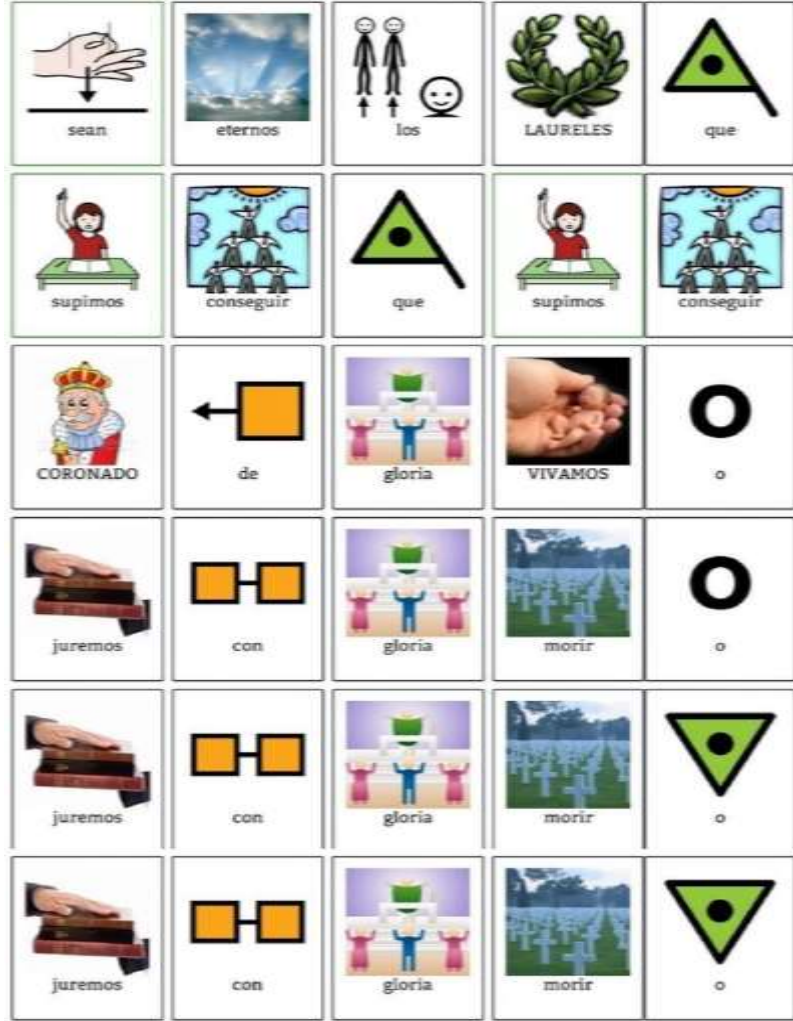 sean eternos los LAURELES que
supimos conseguir que supimos conseguir
CORONADO de gloria VIVAMOS O o
juremos con gloria morir O o
juremos con gloria morir o
juremos con gloria morir o